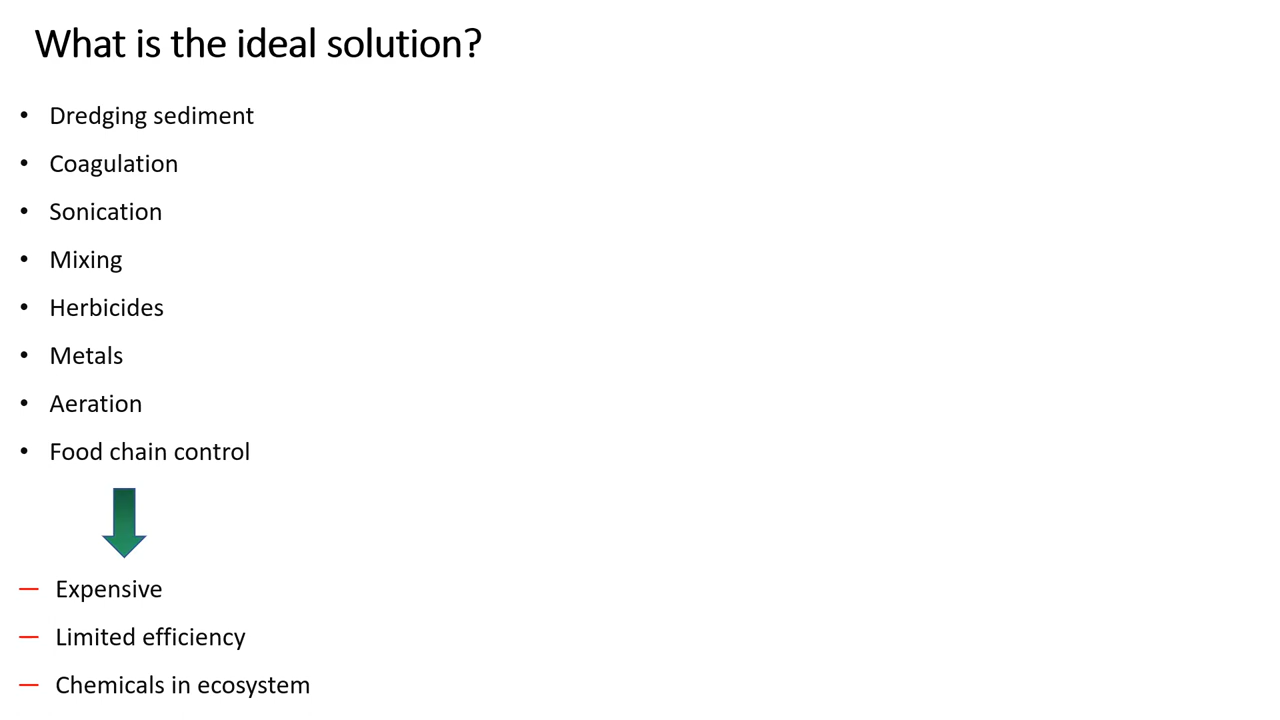 What is the ideal solution?
• Dredging sediment
• Coagulation
• Sonication
• Mixing
• Herbicides
• Metals
• Aeration
• Food chain control
— Expensive
— Limited efficiency
— Chemicals in ecosystem